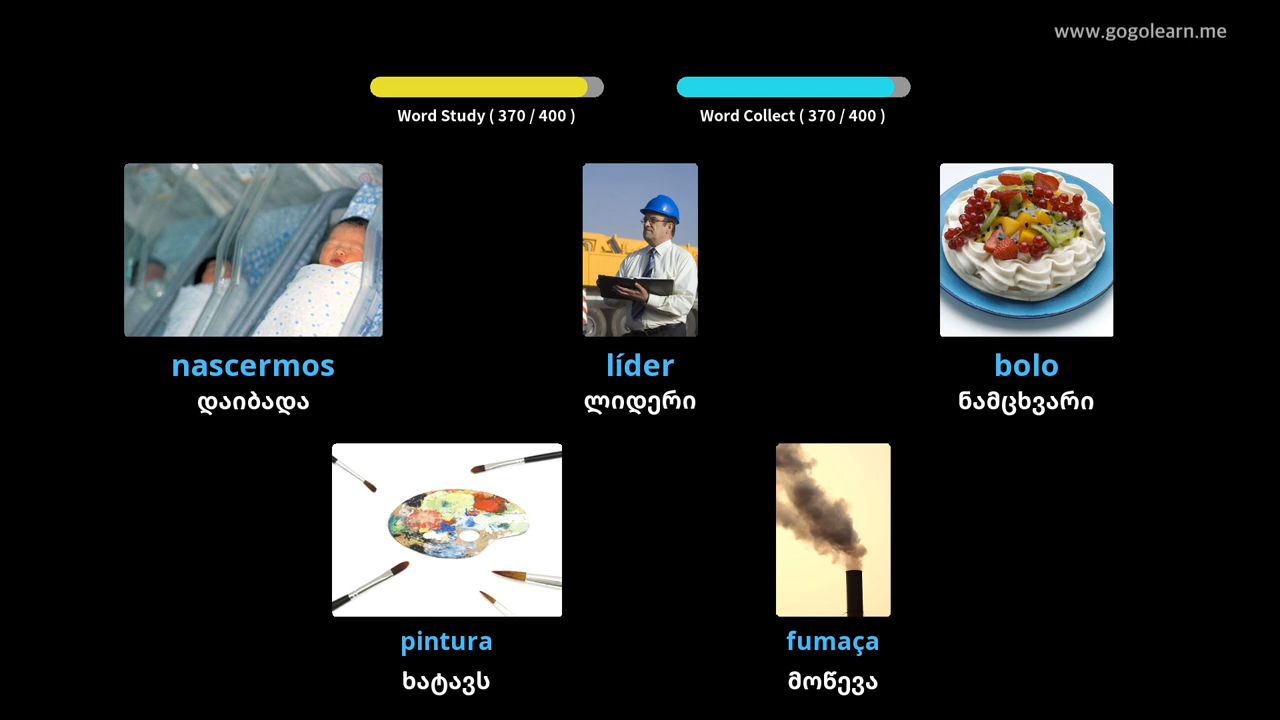 www.gogolearn.me
Word Study ( 370 / 400 )
Word Collect ( 370 / 400 )
nascermos
დაიბადა
líder
ლიდერი
bolo
ნამცხვარი
pintura
ხატავს
fumaça
მოწევა